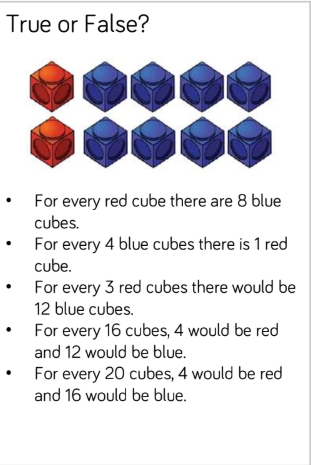 True or False?
• For every red cube there are 8 blue
cubes.
• For every 4 blue cubes there is 1 red
cube.
• For every 3 red cubes there would be
12 blue cubes.
• For every 16 cubes, 4 would be red
and 12 would be blue.
• For every 20 cubes, 4 would be red
and 16 would be blue.